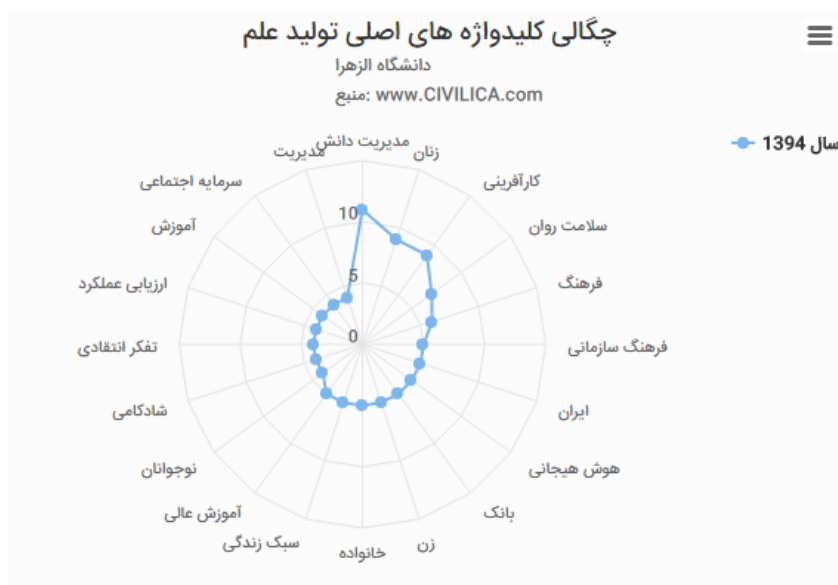 چگالی کلیدواژه های اصلی تولید علم
دانشگاه الزهرا
منبع: www.CIVILICA.com
سال 1394
مدیریت دانش
زنان
کارآفرینی
سلامت روان
فرهنگ
فرهنگ سازمانی
ایران
هوش هیجانی
بانک
زن
خانواده
سبک زندگی
آموزش عالی
نوجوانان
شادکامی
تفکر انتقادی
ارزیابی عملکرد
آموزش
سرمایه اجتماعی
مدیریت
10
5
0